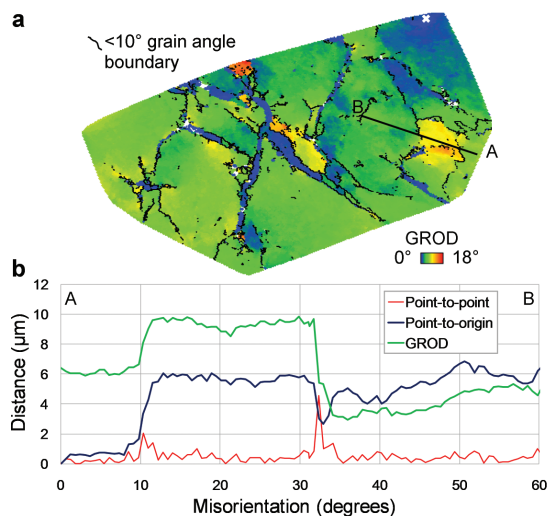 a
<10° grain angle
boundary
B
A
GROD
0° 18°
b
A B
Point-to-point
Point-to-origin
GROD
12
10
8
6
4
2
0
Distance (µm)
0 10 20 30 40 50 60
Misorientation (degrees)